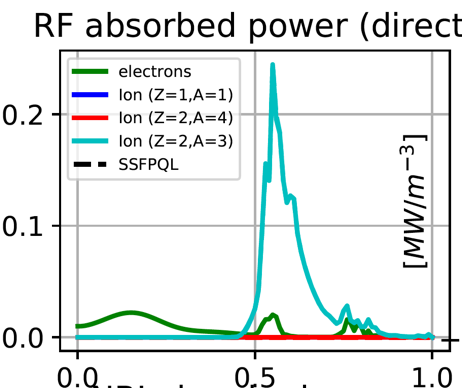 RF absorbed power (direct
electrons
Ion (Z=1,A=1)
Ion (Z=2,A=4)
Ion (Z=2,A=3)
SSFPQL
[MW/m⁻³]
0.2
0.1
0.0
0.0 0.5 1.0